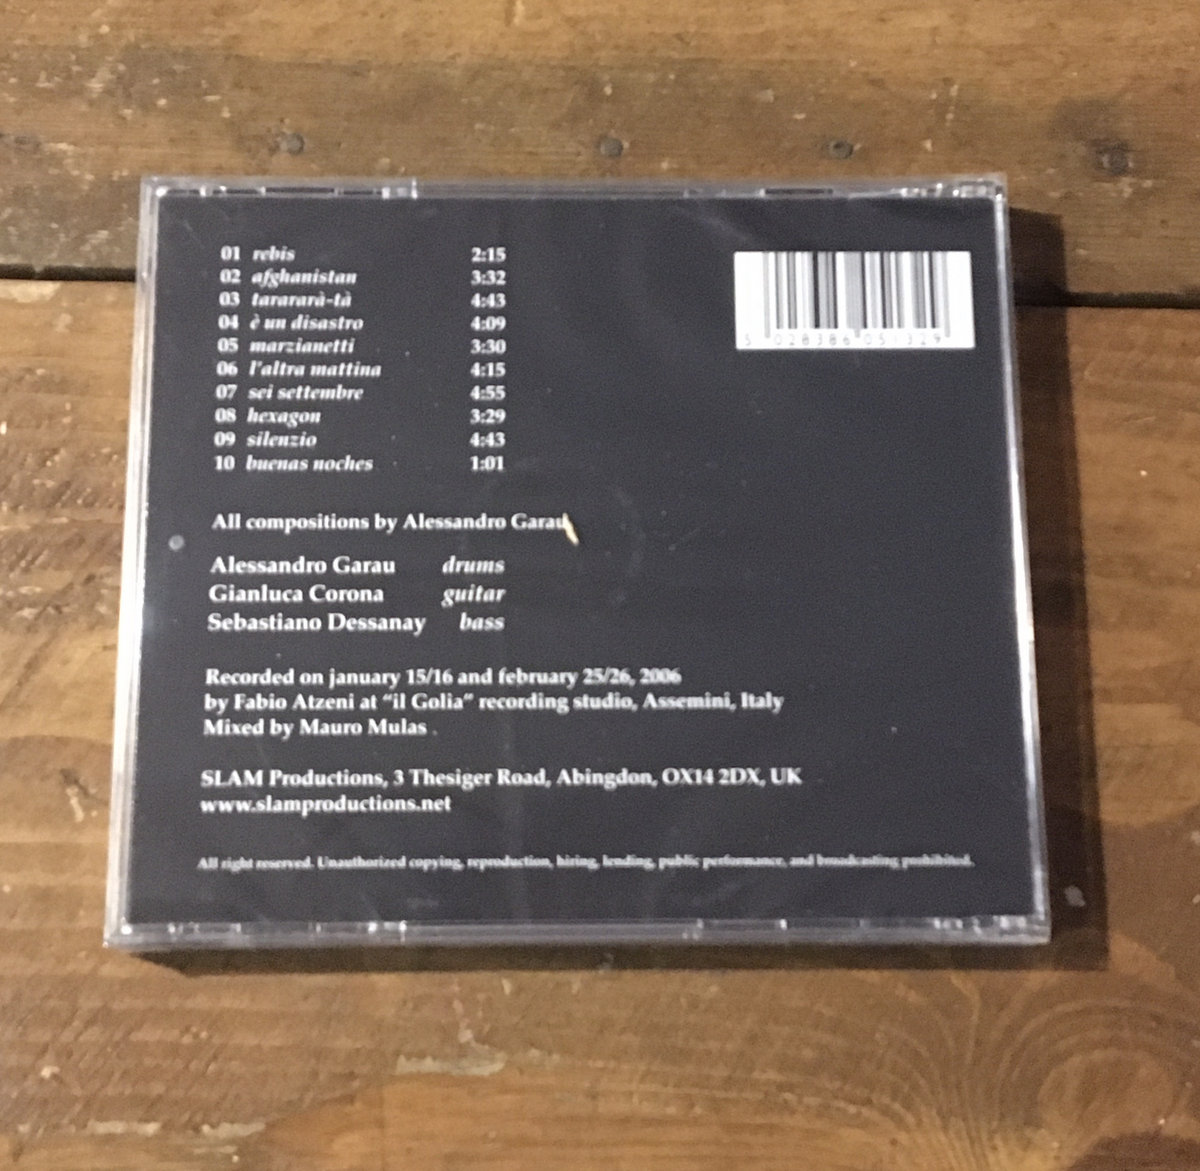 01 rebis 2:15
02 afghanistan 3:32
03 tarararà-tà 4:43
04 è un disastro 4:09
05 marzianetti 3:30
06 l'altra mattina 4:15
07 sei settembre 4:55
08 hexagon 3:29
09 silenzio 4:43
10 buenas noches 1:01
5 028386 051329
All compositions by Alessandro Garau
Alessandro Garau drums
Gianluca Corona guitar
Sebastiano Dessanay bass
Recorded on january 15/16 and february 25/26, 2006
by Fabio Atzeni at “il Golia” recording studio, Assemini, Italy
Mixed by Mauro Mulas
SLAM Productions, 3 Thesiger Road, Abingdon, OX14 2DX, UK
www.slamproductions.net
All right reserved. Unauthorized copying, reproduction, hiring, lending, public performance, and broadcasting prohibited.